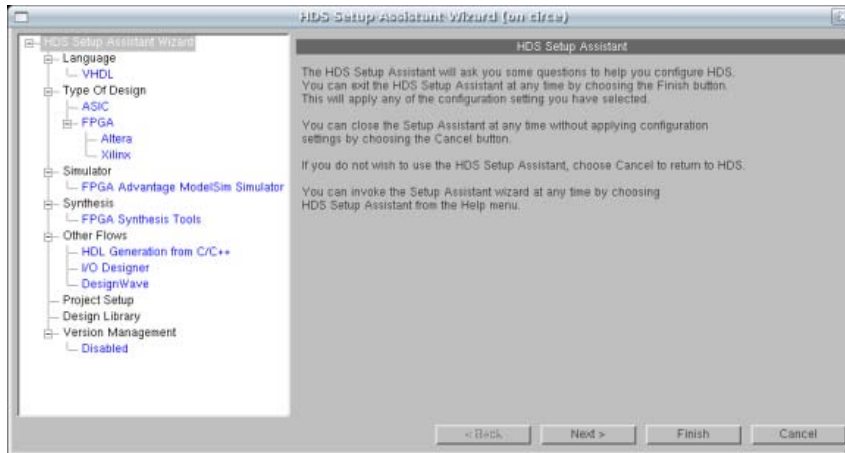 HDS Setup Assistant Wizard (on circe)
HDS Setup Assistant Wizard
Language
VHDL
Type Of Design
ASIC
FPGA
Altera
Xilinx
Simulator
FPGA Advantage ModelSim Simulator
Synthesis
FPGA Synthesis Tools
Other Flows
HDL Generation from C/C++
I/O Designer
DesignWave
Project Setup
Design Library
Version Management
Disabled
HDS Setup Assistant
The HDS Setup Assistant will ask you some questions to help you configure HDS.
You can exit the HDS Setup Assistant at any time by choosing the Finish button.
This will apply any of the configuration setting you have selected.
You can close the Setup Assistant at any time without applying configuration
settings by choosing the Cancel button.
If you do not wish to use the HDS Setup Assistant, choose Cancel to return to HDS.
You can invoke the Setup Assistant wizard at any time by choosing
HDS Setup Assistant from the Help menu.
< Back
Next >
Finish
Cancel